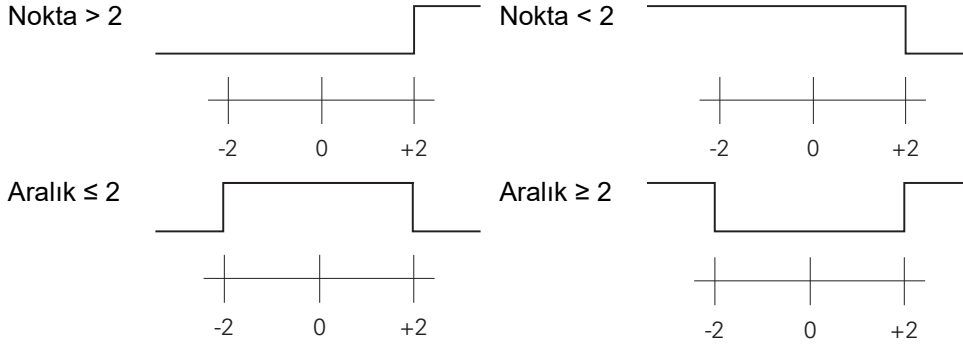 Nokta > 2
Nokta < 2
-2 0 +2
-2 0 +2
Aralık ≤ 2
Aralık ≥ 2
-2 0 +2
-2 0 +2